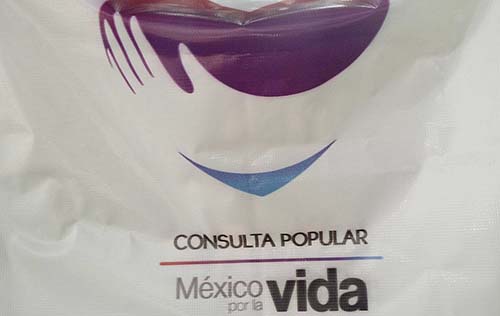 CONSULTA POPULAR
México
por la
vida